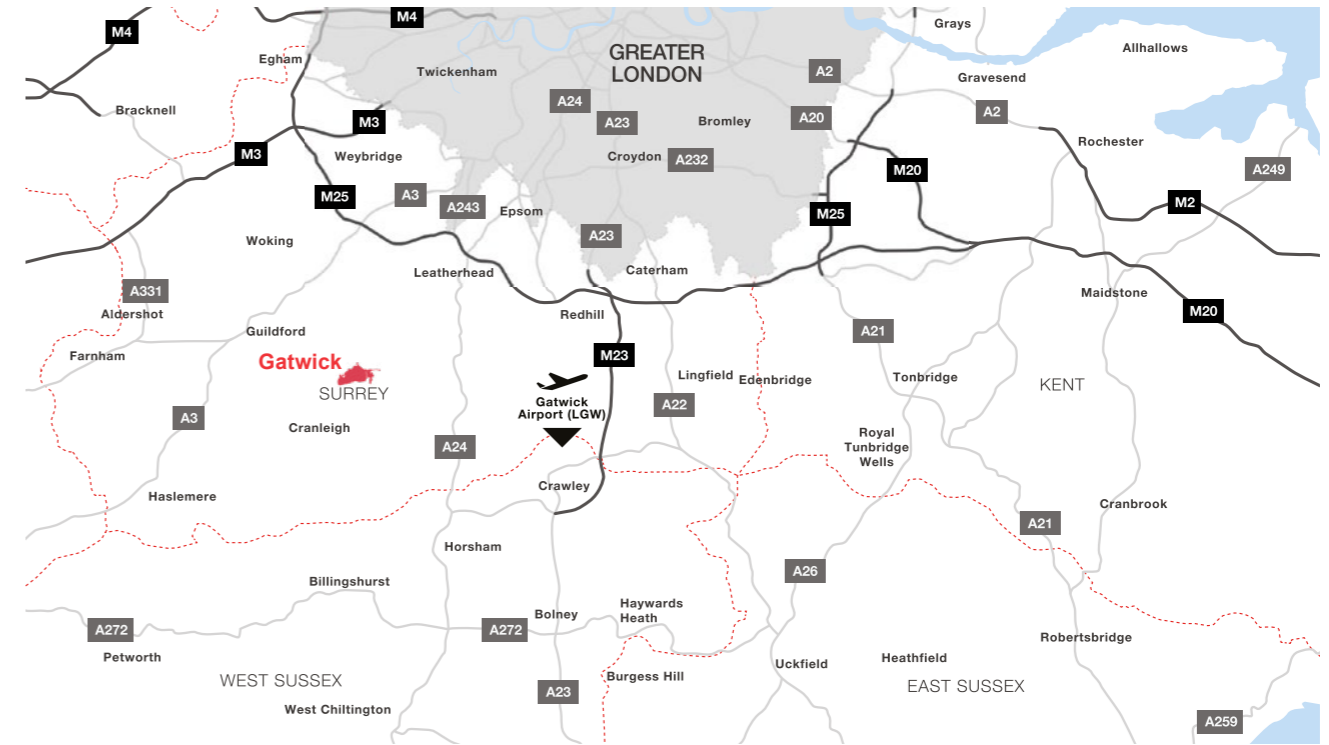 M4
M4
Grays
GREATER
LONDON
Allhallows
Egham
Twickenham
A2
Gravesend
A24
Bracknell
A2
M3
A23
Bromley
A20
Rochester
M3
Weybridge
Croydon
A232
M20
A249
M25
A3
A243
Epsom
M25
M2
Woking
A23
Leatherhead
Caterham
A331
Aldershot
Maidstone
Redhill
M20
Guildford
A21
Farnham
Gatwick
M23
SURREY
Lingfield
Edenbridge
Tonbridge
KENT
Gatwick
Airport (LGW)
A3
A22
Cranleigh
A24
Royal
Tunbridge
Wells
Haslemere
Crawley
Cranbrook
A21
Horsham
A26
Billingshurst
A272
A272
Bolney
Haywards
Heath
Robertsbridge
Petworth
Uckfield
Heathfield
WEST SUSSEX
Burgess Hill
EAST SUSSEX
A23
West Chiltington
A259